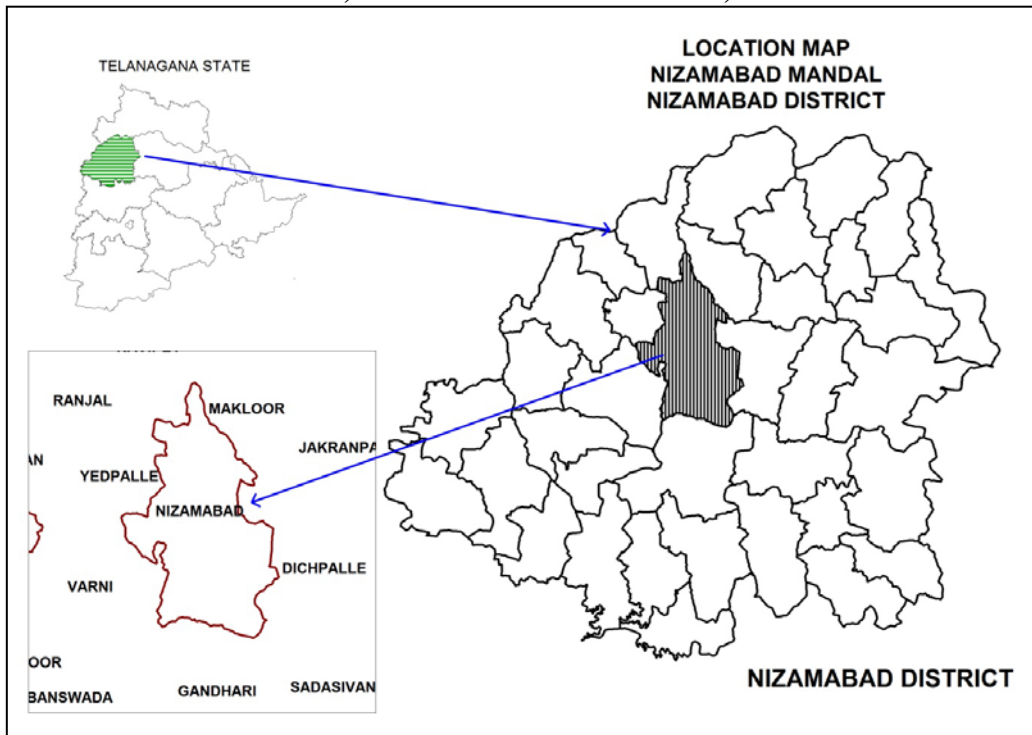 TELANAGANA STATE
LOCATION MAP
NIZAMABAD MANDAL
NIZAMABAD DISTRICT
RANJAL
MAKLOOR
JAKRANPA
AN
YEDPALLE
NIZAMABAD
DICHPALLE
VARNI
OOR
BANSWADA
GANDHARI
SADASIVAN
NIZAMABAD DISTRICT